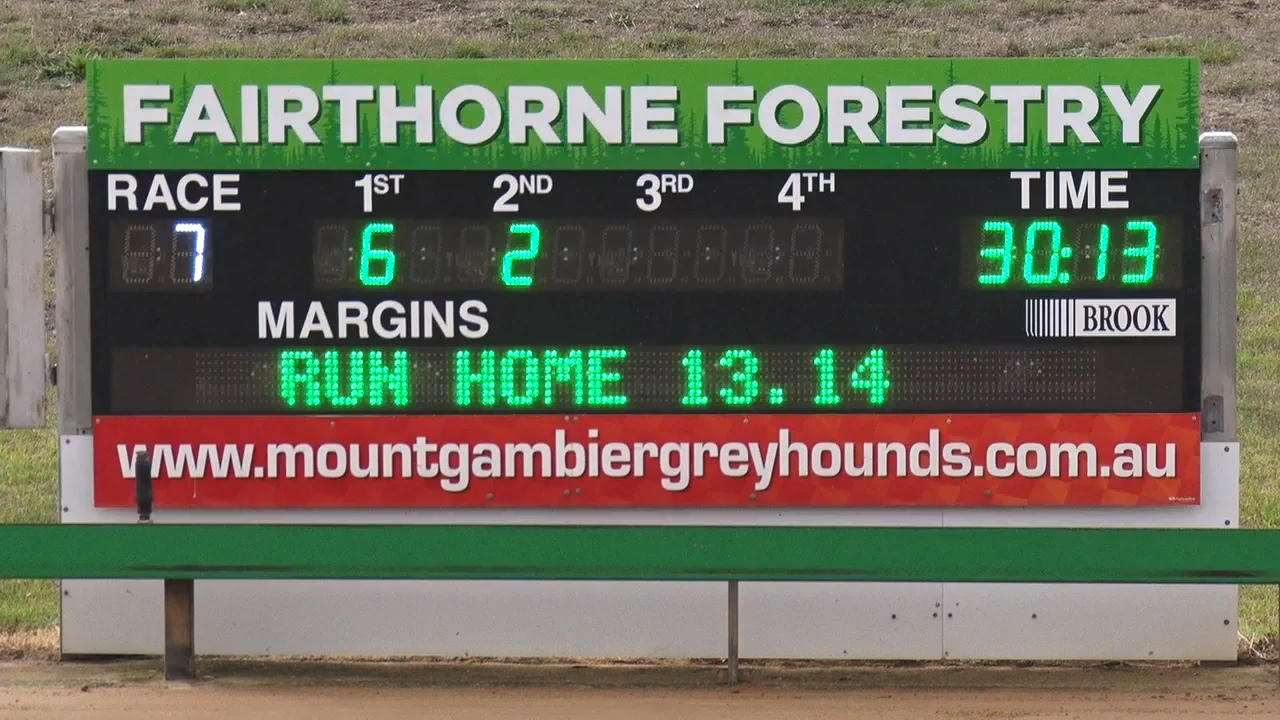 FAIRTHORNE FORESTRY
RACE 1ST 2ND 3RD 4TH TIME
7 6 2 30:13
MARGINS BROOK
RUN HOME 13.14
www.mountgambiergreyhounds.com.au